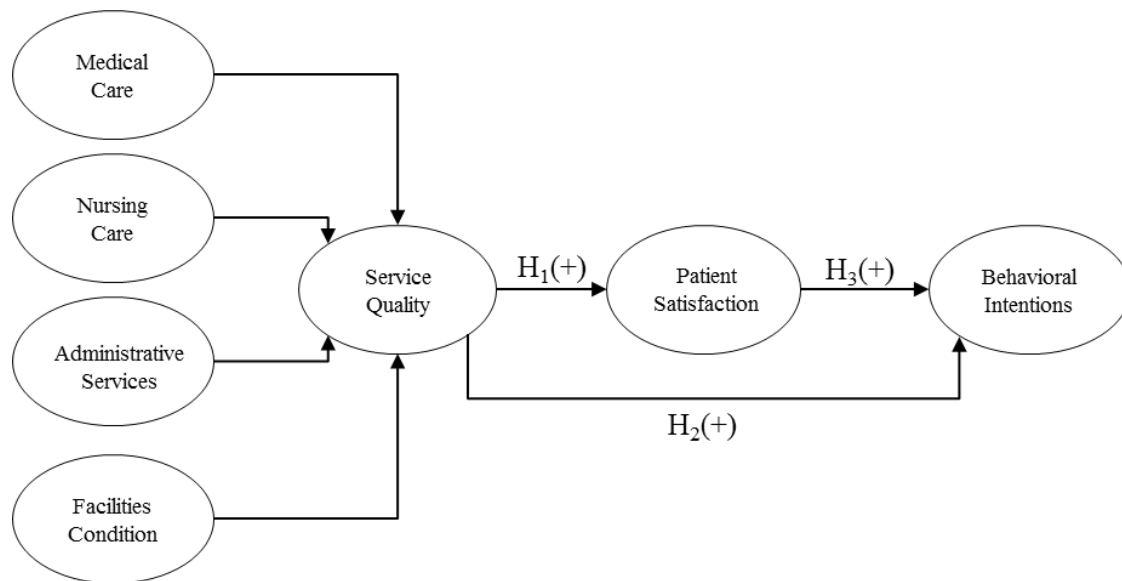 Medical
Care
Nursing
Care
Administrative
Services
Facilities
Condition
Service
Quality
H₁(+)
Patient
Satisfaction
H₃(+)
Behavioral
Intentions
H₂(+)